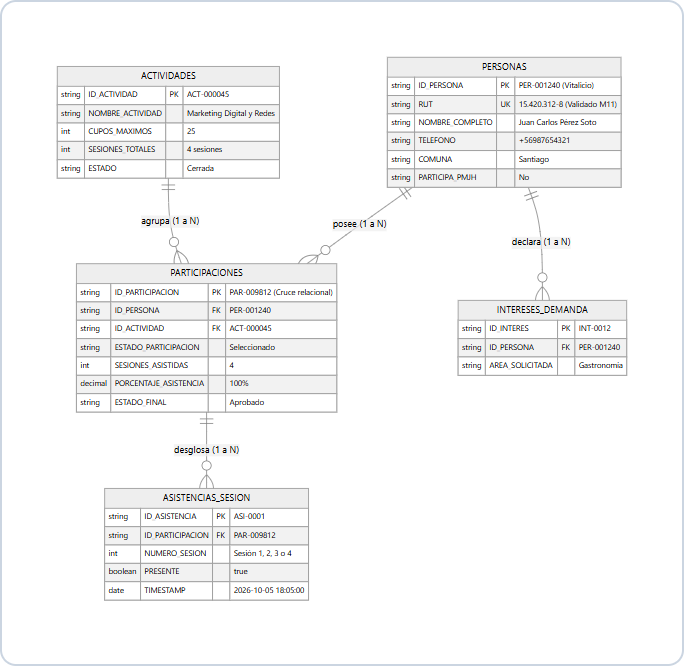 ACTIVIDADES
string ID_ACTIVIDAD PK ACT-000045
string NOMBRE_ACTIVIDAD Marketing Digital y Redes
int CUPOS_MAXIMOS 25
int SESIONES_TOTALES 4 sesiones
string ESTADO Cerrada
PERSONAS
string ID_PERSONA PK PER-001240 (Vitalicio)
string RUT UK 15.420.312-8 (Validado M11)
string NOMBRE COMPLETO Juan Carlos Pérez Soto
string TELEFONO +56987654321
string COMUNA Santiago
string PARTICIPA_PMJH No
agrupa (1 a N)
posee (1 a N)
declara (1 a N)
PARTICIPACIONES
string ID_PARTICIPACION PK PAR-009812 (Cruce relacional)
string ID_PERSONA FK PER-001240
string ID_ACTIVIDAD FK ACT-000045
string ESTADO_PARTICIPACION Seleccionado
int SESIONES_ASISTIDAS 4
decimal PORCENTAJE_ASISTENCIA 100%
string ESTADO_FINAL Aprobado
INTERESES_DEMANDA
string ID_INTERES PK INT-0012
string ID_PERSONA FK PER-001240
string AREA_SOLICITADA Gastronomía
desglosa (1 a N)
ASISTENCIAS_SESION
string ID_ASISTENCIA PK ASI-0001
string ID_PARTICIPACION FK PAR-009812
int NUMERO_SESION Sesión 1, 2, 3 o 4
boolean PRESENTE true
date TIMESTAMP 2026-10-05 18:05:00